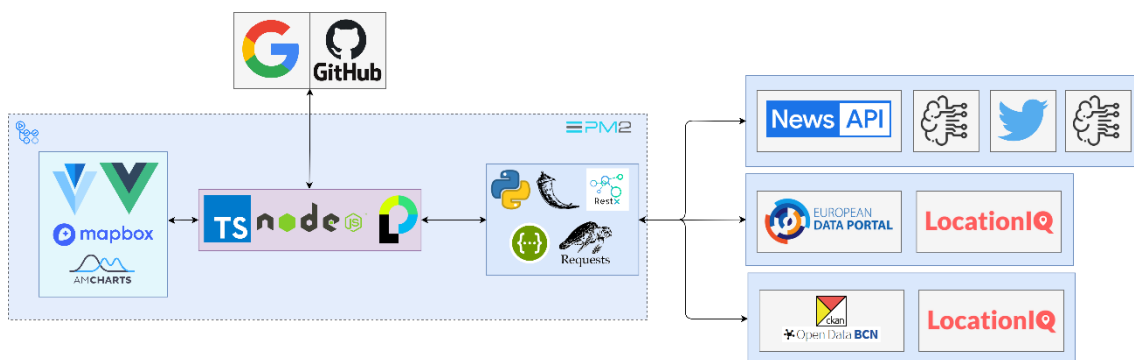 GitHub
PM2
mapbox
AMCHARTS
TS
node
JS
RestX
Requests
News API
EUROPEAN
DATA PORTAL
LocationIQ
ckan
Open Data BCN
LocationIQ